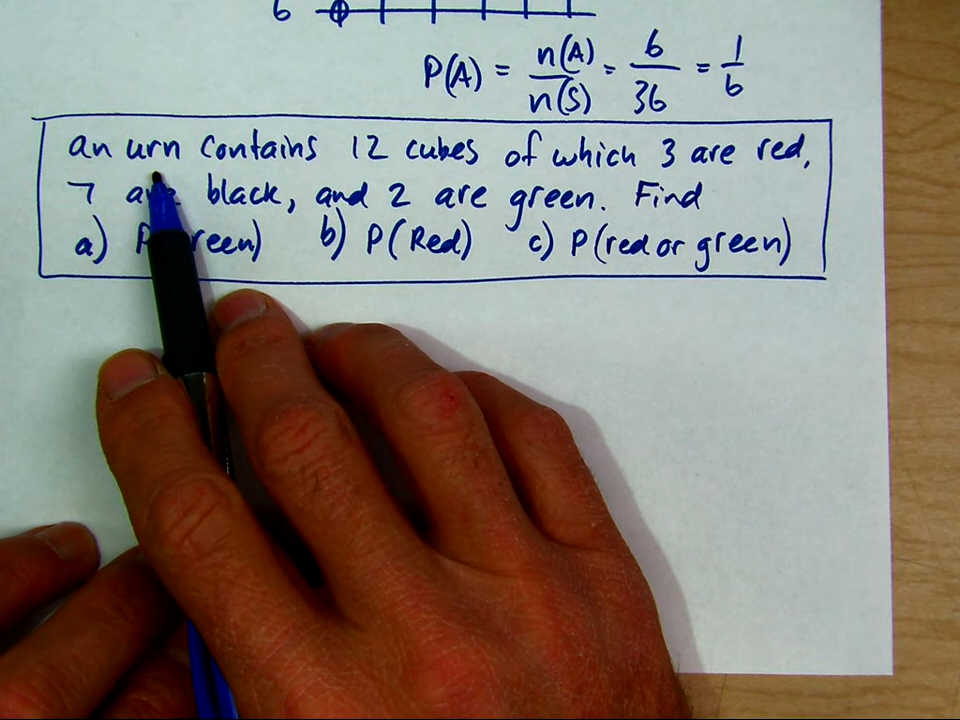 6
P(A) = n(A)/n(S) = 6/36 = 1/6
an urn contains 12 cubes of which 3 are red,
7 are black, and 2 are green. Find
a) P( reen) b) P(Red) c) P(red or green)